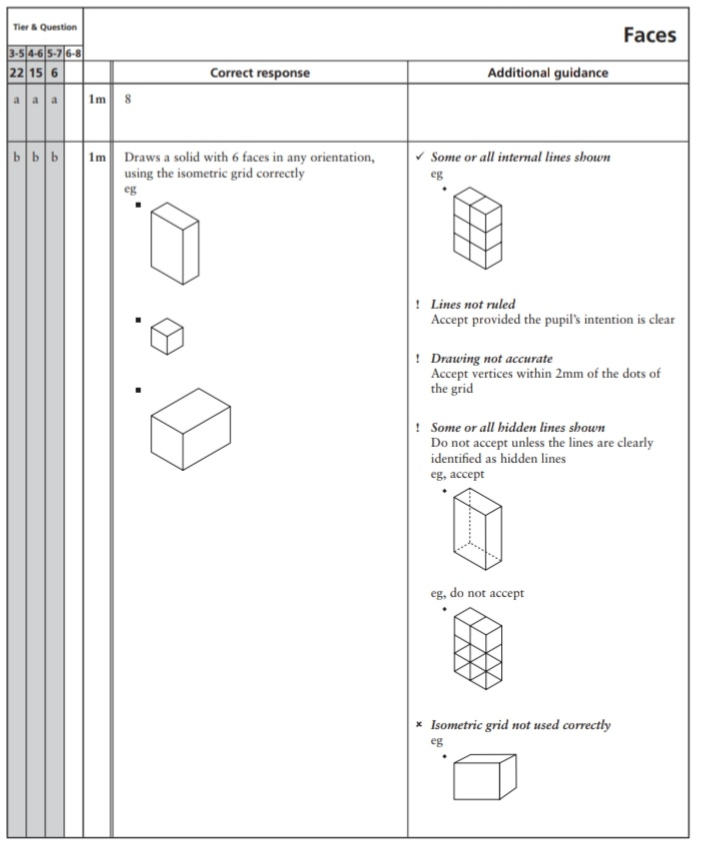 Tier & Question
Faces
3-5 4-6 5-7 6-8
22 15 6
Correct response
Additional guidance
a a a 1m 8
b b b 1m Draws a solid with 6 faces in any orientation,
using the isometric grid correctly
eg
✓ Some or all internal lines shown
eg
! Lines not ruled
Accept provided the pupil's intention is clear
! Drawing not accurate
Accept vertices within 2mm of the dots of
the grid
! Some or all hidden lines shown
Do not accept unless the lines are clearly
identified as hidden lines
eg, accept
eg, do not accept
× Isometric grid not used correctly
eg